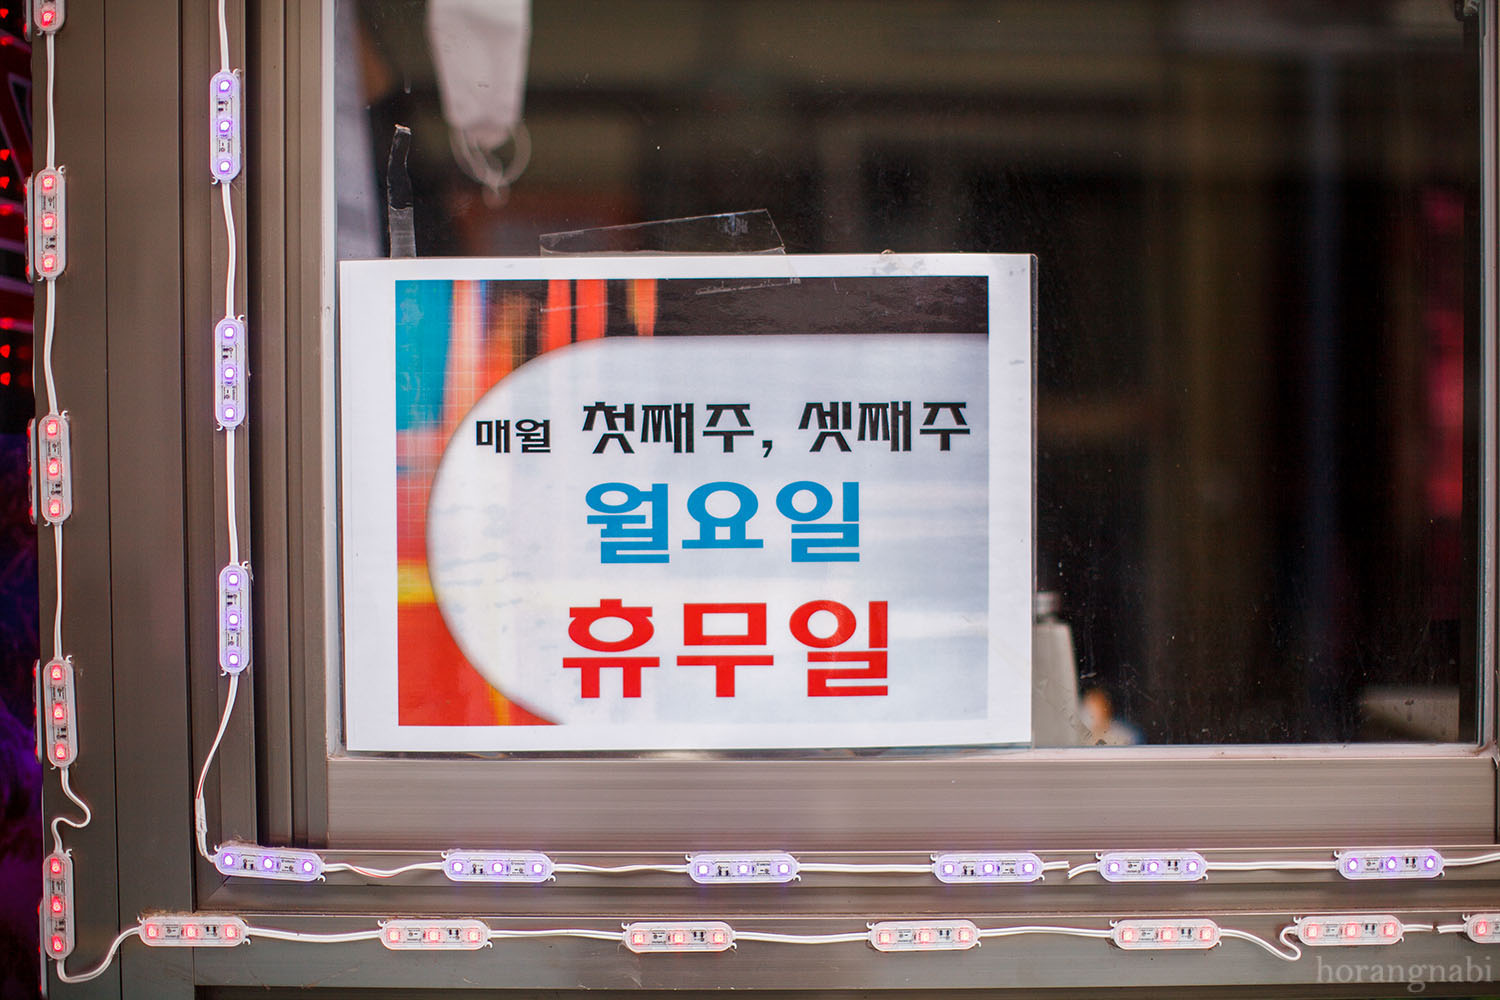 매월 첫째주, 셋째주
월요일
휴무일
horangnabi